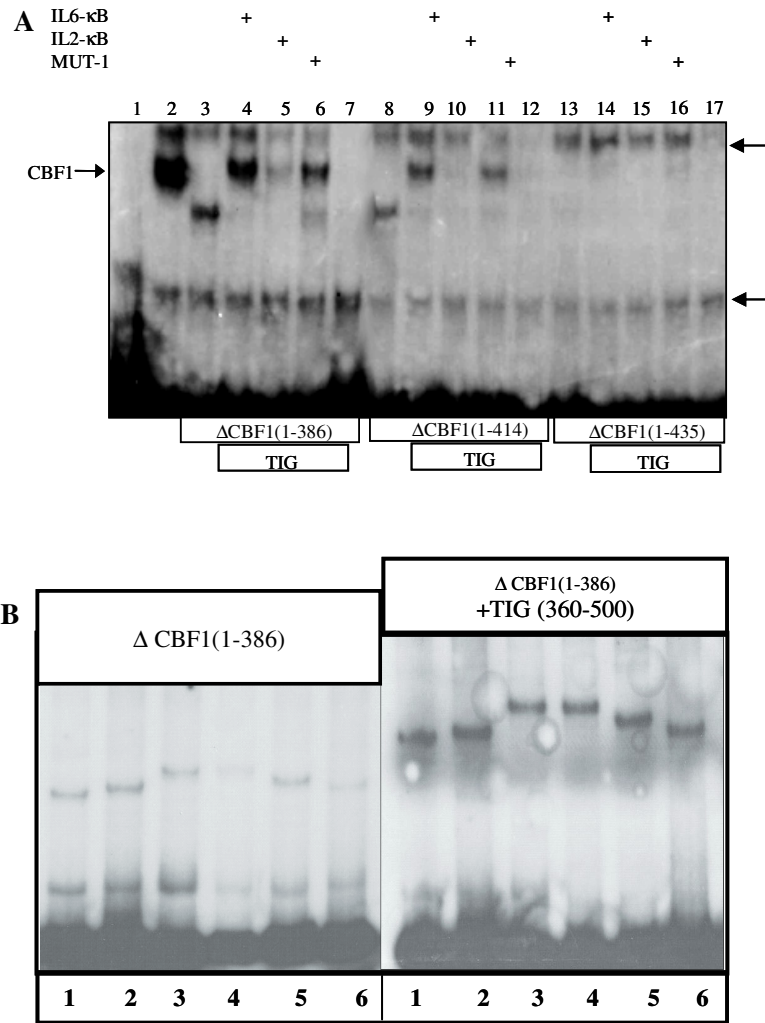 A
IL6-κB + + +
IL2-κB + + +
MUT-1 + + +
1 2 3 4 5 6 7 8 9 10 11 12 13 14 15 16 17
CBF1
ΔCBF1(1-386) ΔCBF1(1-414) ΔCBF1(1-435)
TIG TIG TIG
B
Δ CBF1(1-386)
Δ CBF1(1-386)
+TIG (360-500)
1 2 3 4 5 6 1 2 3 4 5 6